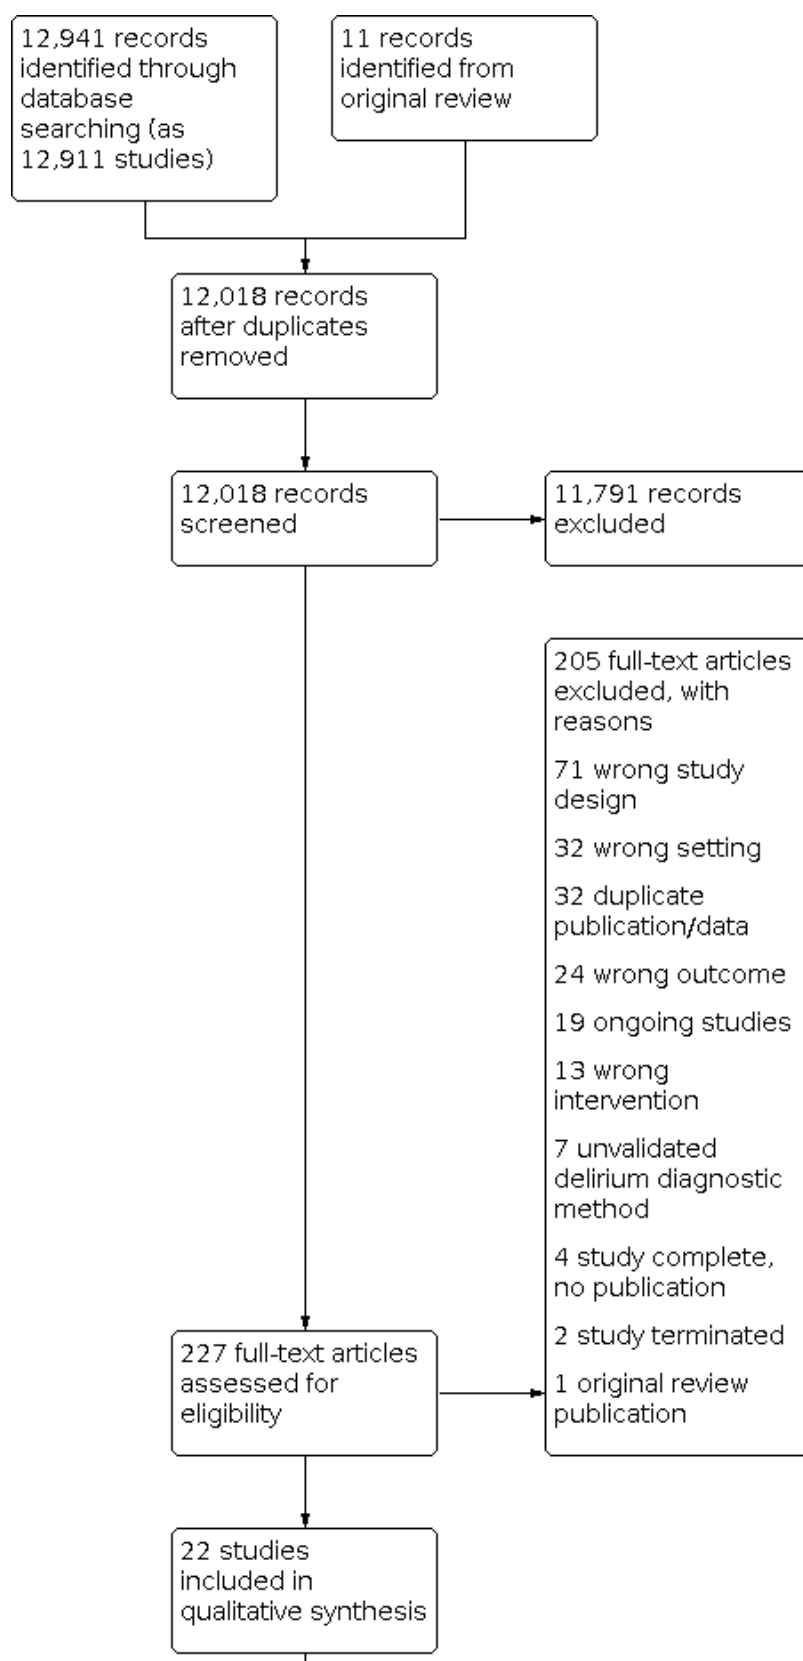 12,941 records
identified through
database
searching (as
12,911 studies)
11 records
identified from
original review
12,018 records
after duplicates
removed
12,018 records
screened
11,791 records
excluded
205 full-text articles
excluded, with
reasons
71 wrong study
design
32 wrong setting
32 duplicate
publication/data
24 wrong outcome
19 ongoing studies
13 wrong
intervention
7 unvalidated
delirium diagnostic
method
4 study complete,
no publication
2 study terminated
1 original review
publication
227 full-text articles
assessed for
eligibility
22 studies
included in
qualitative synthesis